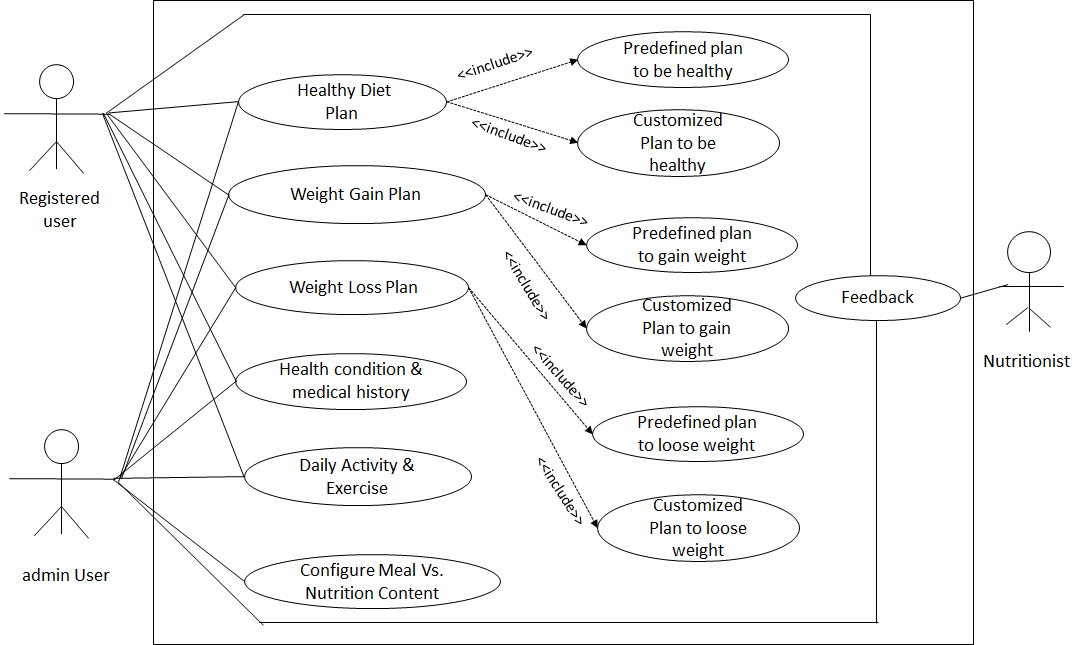 Registered
user
admin User
Nutritionist
Healthy Diet
Plan
Weight Gain Plan
Weight Loss Plan
Health condition &
medical history
Daily Activity &
Exercise
Configure Meal Vs.
Nutrition Content
<<include>>
<<include>>
<<include>>
<<include>>
<<include>>
<<include>>
Predefined plan
to be healthy
Customized
Plan to be
healthy
Predefined plan
to gain weight
Customized
Plan to gain
weight
Predefined plan
to loose weight
Customized
Plan to loose
weight
Feedback